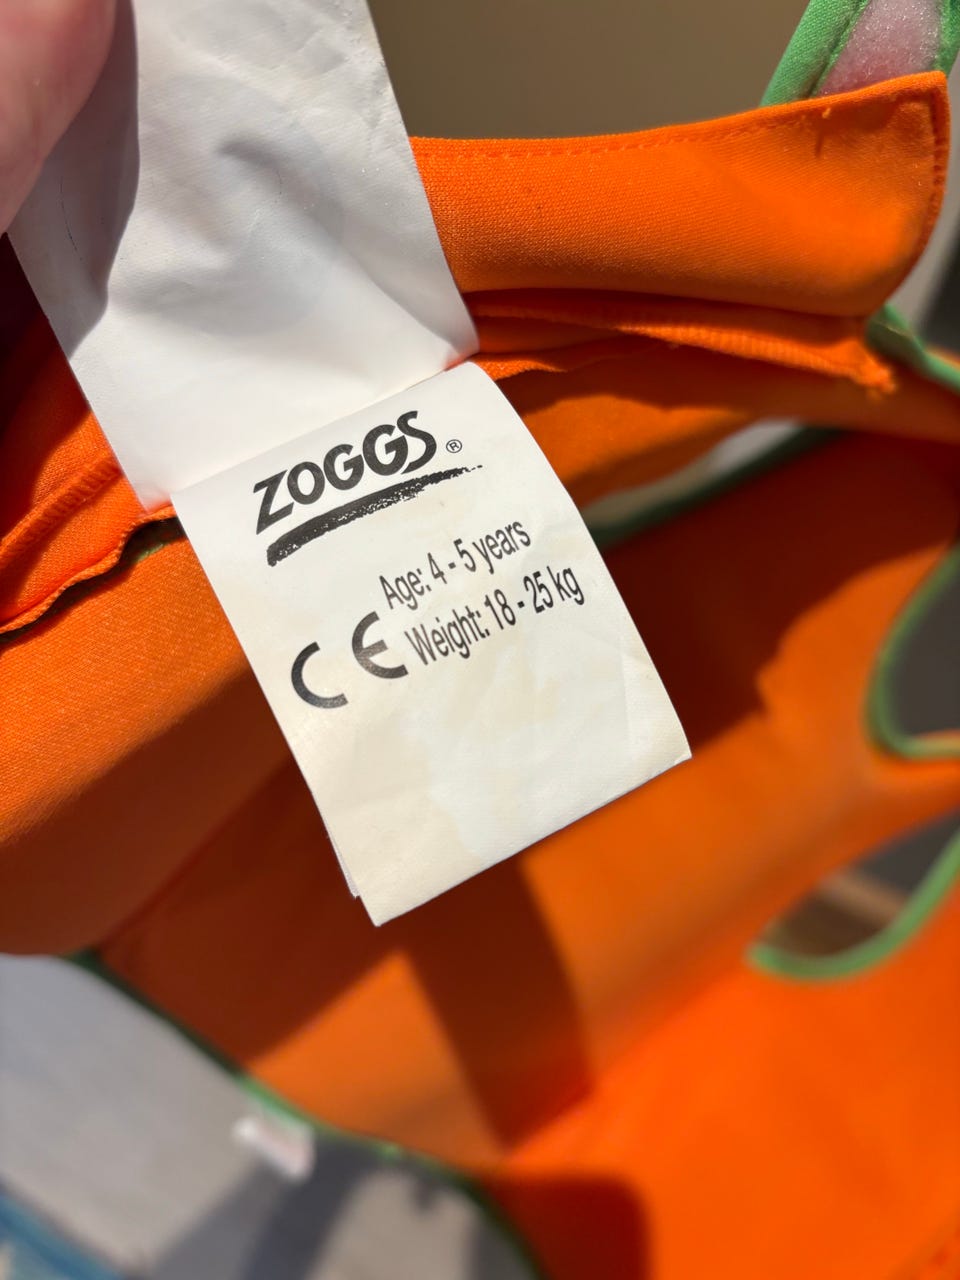 ZOGGS®
Age: 4 - 5 years
CE Weight: 18 - 25 kg